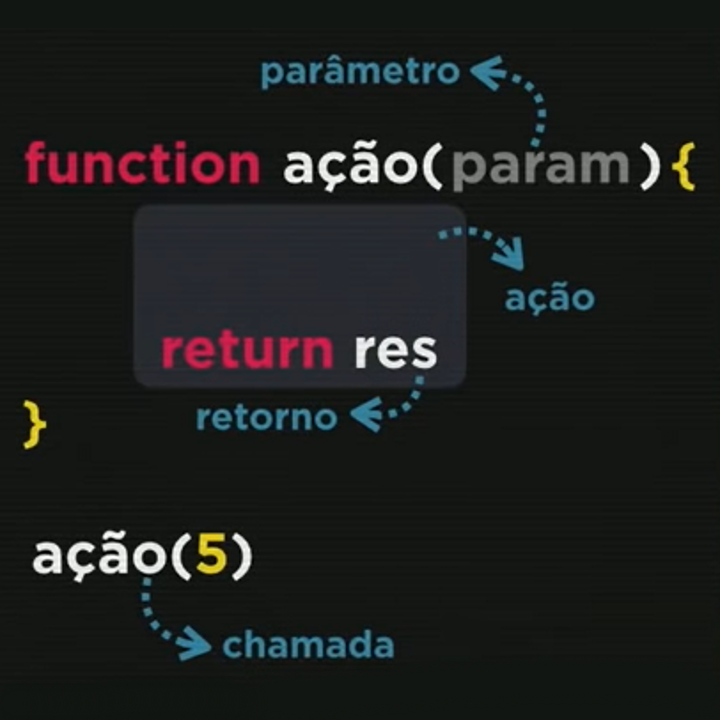 parâmetro
function ação(param){
ação
return res
retorno
}
ação(5)
chamada